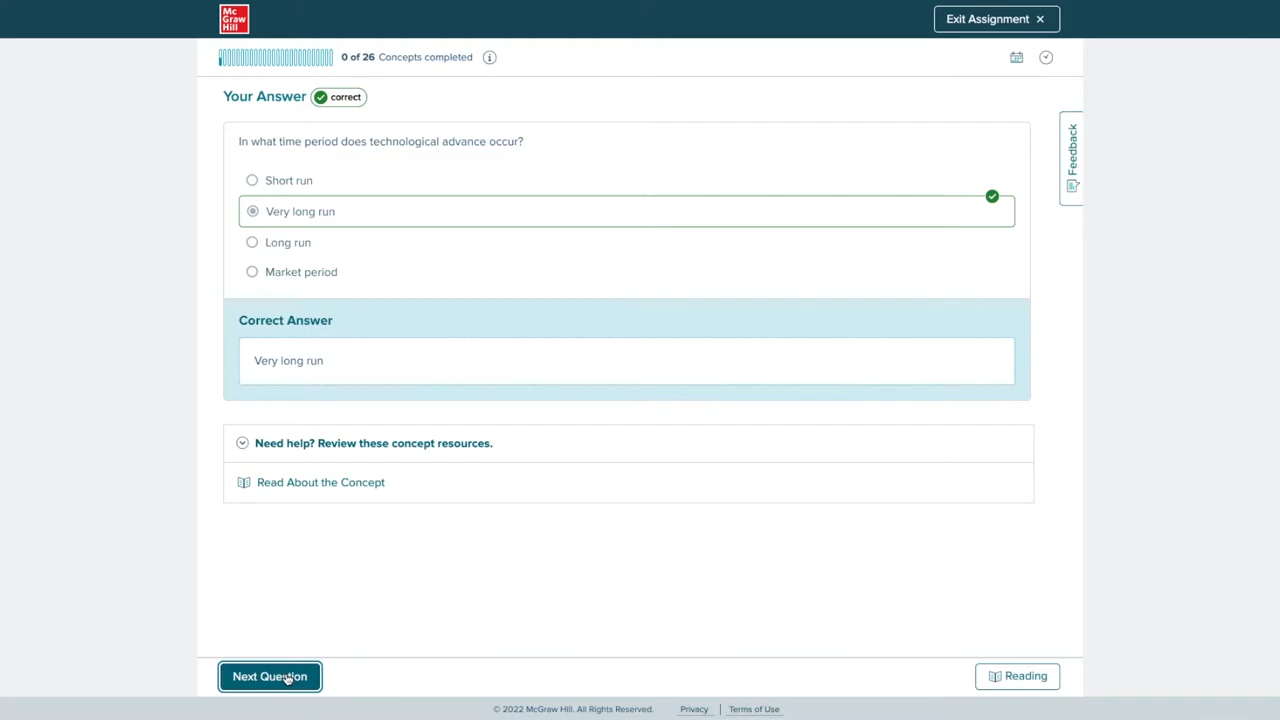 Mc
Graw
Hill
Exit Assignment ×
0 of 26 Concepts completed
Your Answer correct
Feedback
In what time period does technological advance occur?
Short run
Very long run
Long run
Market period
Correct Answer
Very long run
Need help? Review these concept resources.
Read About the Concept
Next Question
Reading
© 2022 McGraw Hill. All Rights Reserved. Privacy | Terms of Use